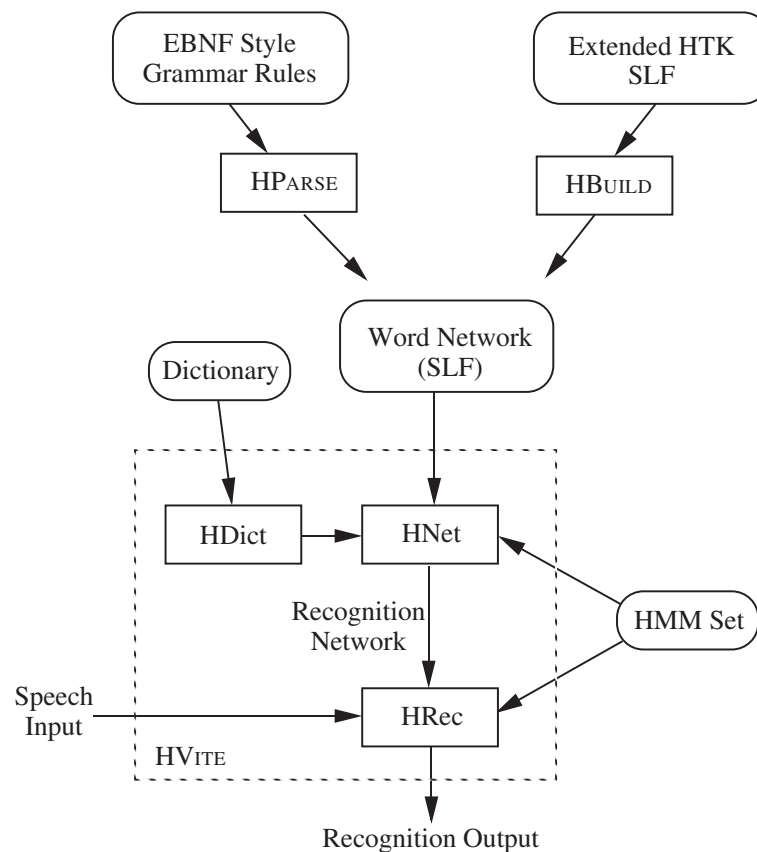 EBNF Style
Grammar Rules
Extended HTK
SLF
HPARSE
HBUILD
Word Network
(SLF)
Dictionary
HDict
HNet
Recognition
Network
HMM Set
Speech
Input
HRec
HVITE
Recognition Output